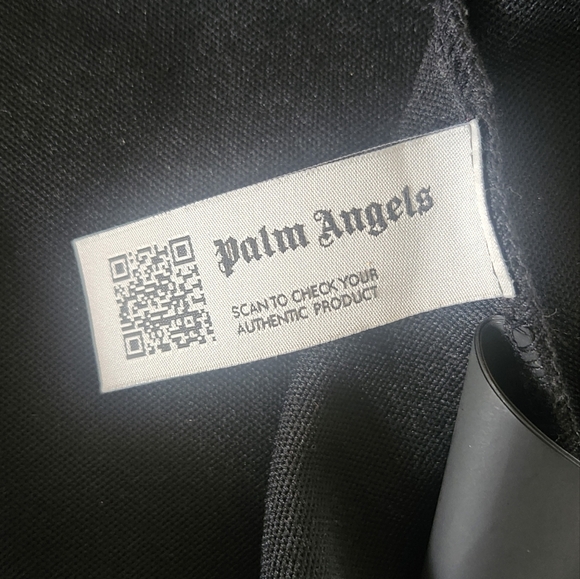 Palm Angels
SCAN TO CHECK YOUR
AUTHENTIC PRODUCT